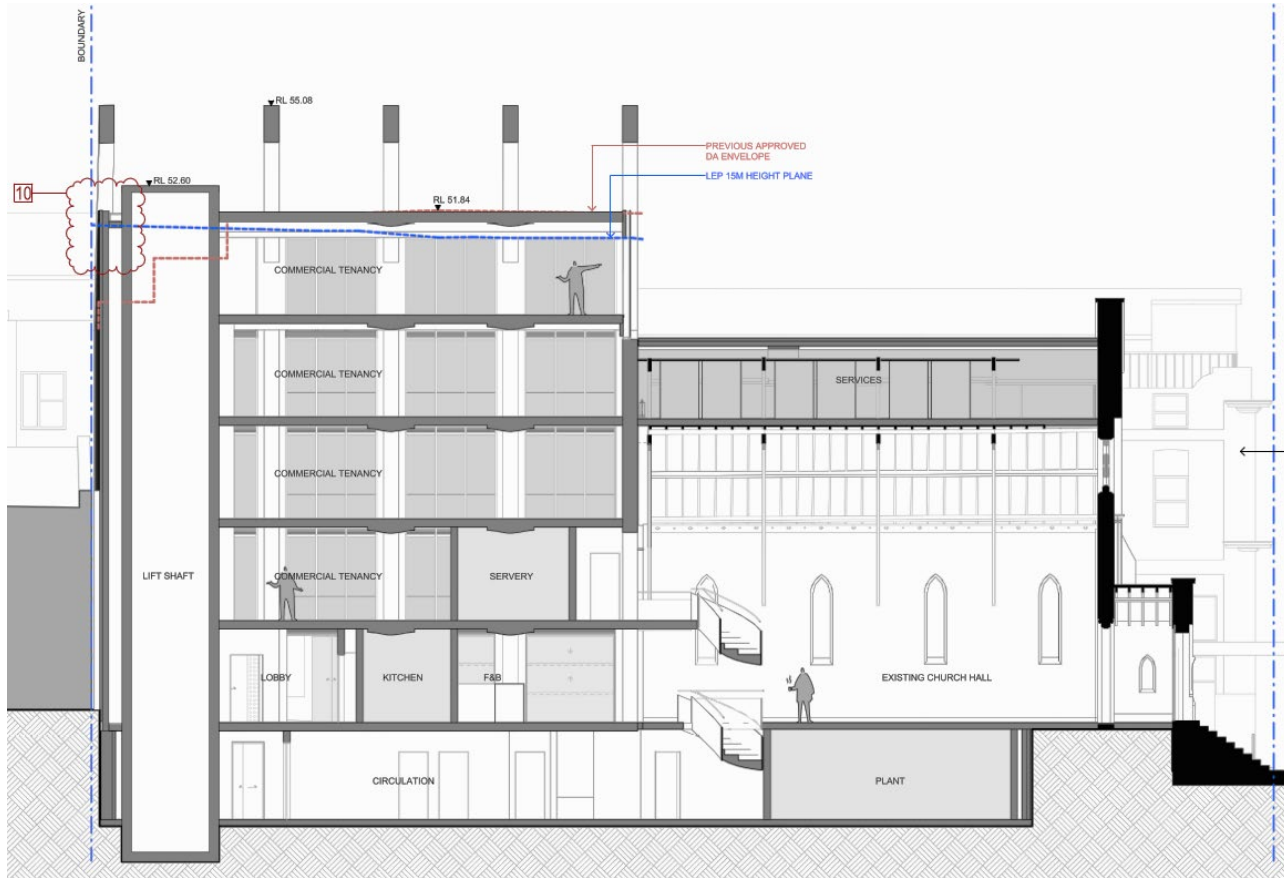 BOUNDARY
RL 55.08
PREVIOUS APPROVED
DA ENVELOPE
LEP 15M HEIGHT PLANE
10
RL 52.60
RL 51.84
COMMERCIAL TENANCY
COMMERCIAL TENANCY
SERVICES
COMMERCIAL TENANCY
LIFT SHAFT
COMMERCIAL TENANCY
SERVERY
LOBBY
KITCHEN
F&B
EXISTING CHURCH HALL
CIRCULATION
PLANT